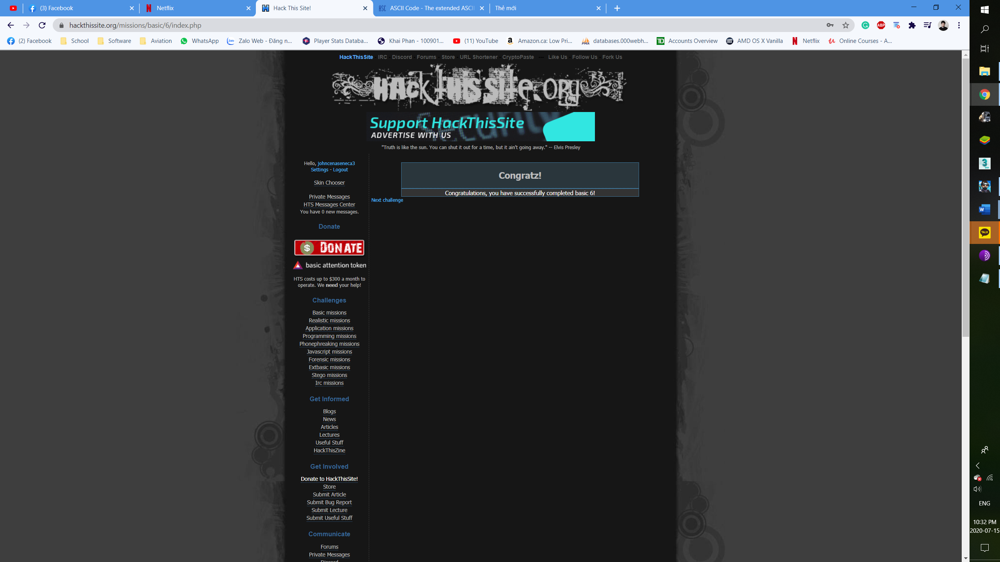 (3) Facebook
Netflix
Hack This Site!
ASCII Code - The extended ASCII
Thẻ mới
hackthissite.org/missions/basic/6/index.php
(2) Facebook
School
Software
Aviation
WhatsApp
Zalo Web - Đăng n...
Player Stats Databa...
Khai Phan - 100901...
(11) YouTube
Amazon.ca: Low Pri...
databases.000webh...
Accounts Overview
AMD OS X Vanilla
Netflix
Online Courses - A...
HackThisSite - IRC - Discord - Forums - Store - URL Shortener - CryptoPaste --- Like Us - Follow Us - Fork Us
HACK THIS SITE.ORG
Support HackThisSite
ADVERTISE WITH US
"Truth is like the sun. You can shut it out for a time, but it ain't going away." -- Elvis Presley
Hello, johncenaseneca3
Settings - Logout
Skin Chooser
Private Messages
HTS Messages Center
You have 0 new messages.
Donate
$ DONATE
basic attention token
HTS costs up to $300 a month to
operate. We need your help!
Challenges
Basic missions
Realistic missions
Application missions
Programming missions
Phonephreaking missions
Javascript missions
Forensic missions
Extbasic missions
Stego missions
Irc missions
Get Informed
Blogs
News
Articles
Lectures
Useful Stuff
HackThisZine
Get Involved
Donate to HackThisSite!
Store
Submit Article
Submit Bug Report
Submit Lecture
Submit Useful Stuff
Communicate
Forums
Private Messages
Discord
Congratz!
Congratulations, you have successfully completed basic 6!
Next challenge
ENG
10:32 PM
2020-07-15